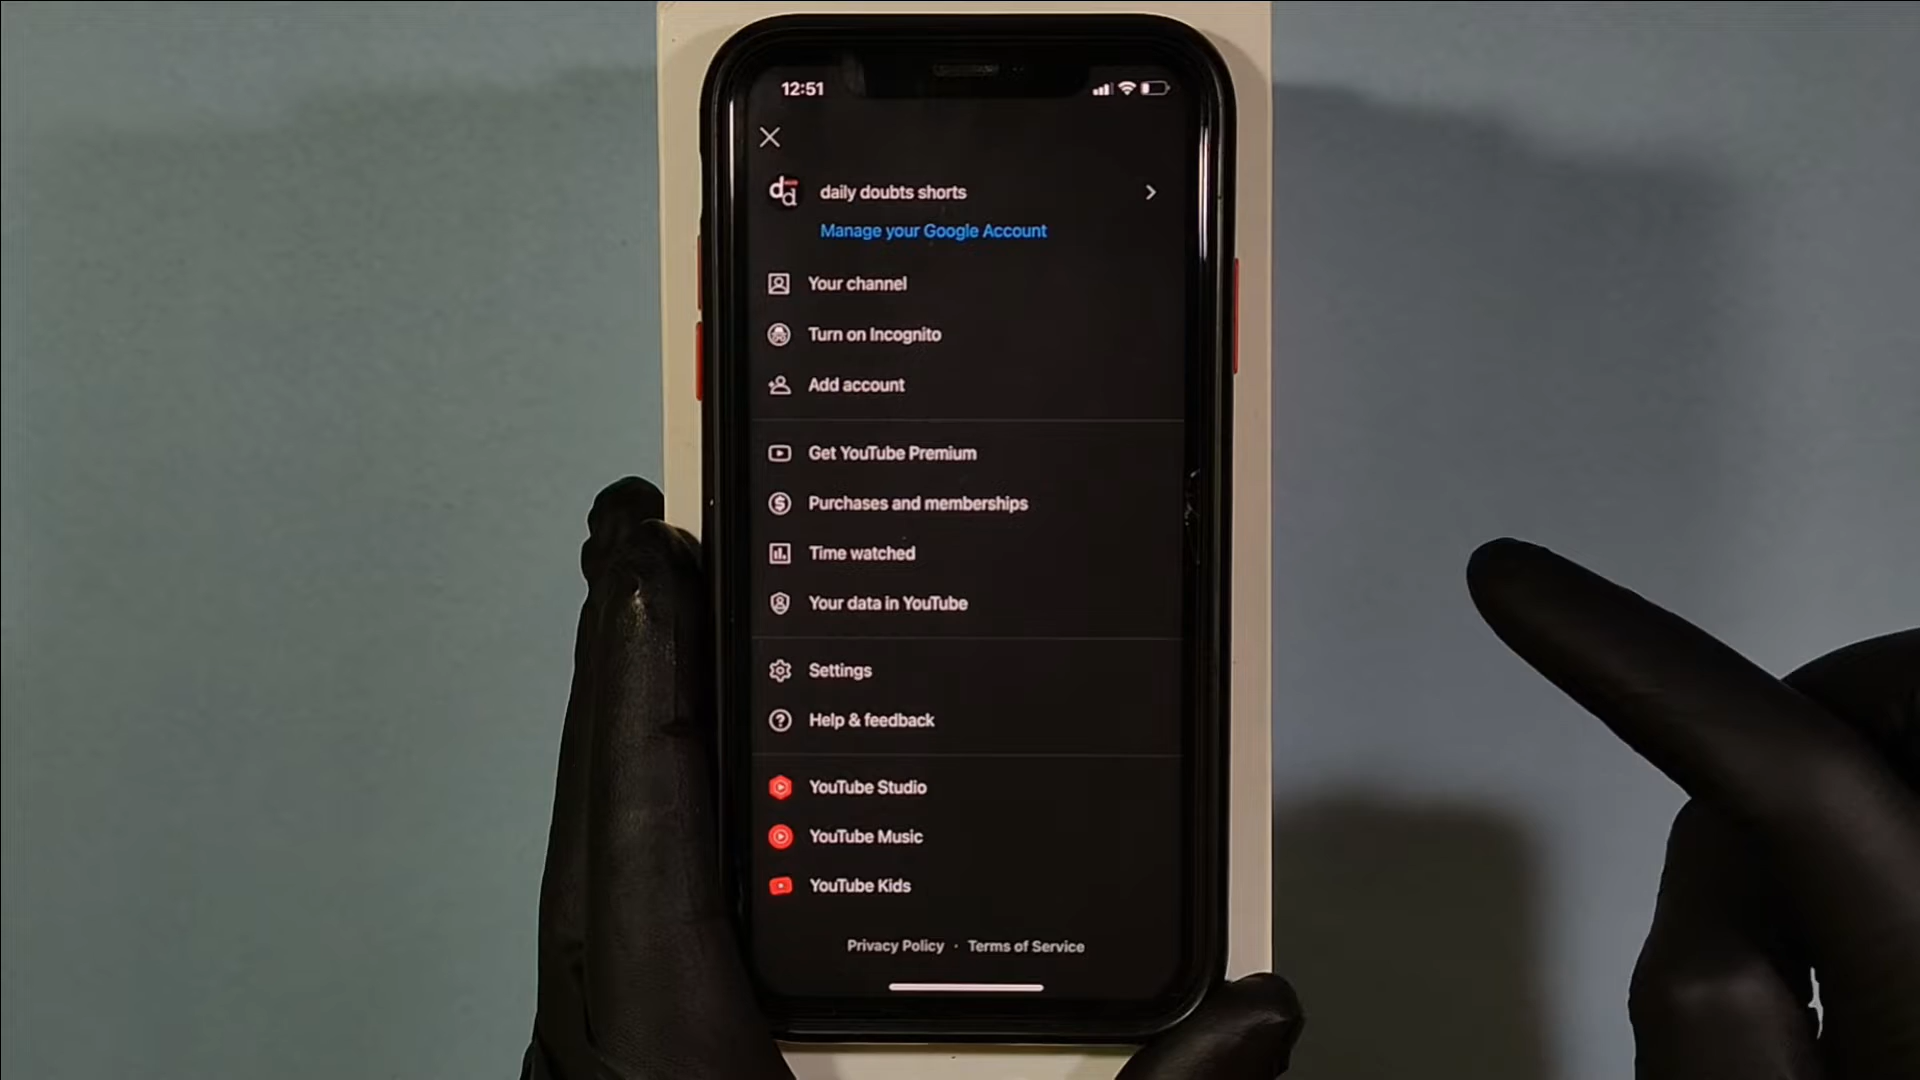 12:51
daily doubts shorts
Manage your Google Account
Your channel
Turn on Incognito
Add account
Get YouTube Premium
Purchases and memberships
Time watched
Your data in YouTube
Settings
Help & feedback
YouTube Studio
YouTube Music
YouTube Kids
Privacy Policy · Terms of Service